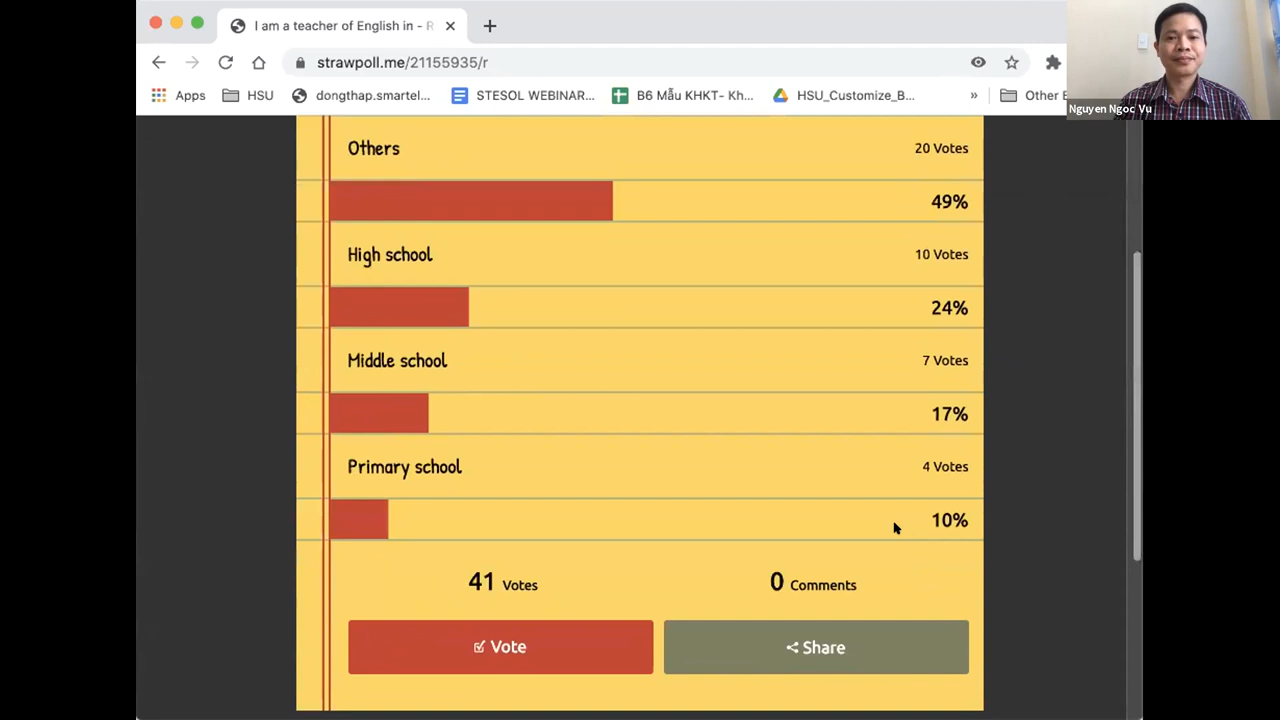 I am a teacher of English in - R
strawpoll.me/21155935/r
Apps
HSU
dongthap.smartel...
STESOL WEBINAR...
B6 Mẫu KHKT- Kh...
HSU_Customize_B...
»
Other
Nguyen Ngoc Vu
Others
20 Votes
49%
High school
10 Votes
24%
Middle school
7 Votes
17%
Primary school
4 Votes
10%
41 Votes
0 Comments
Vote
Share